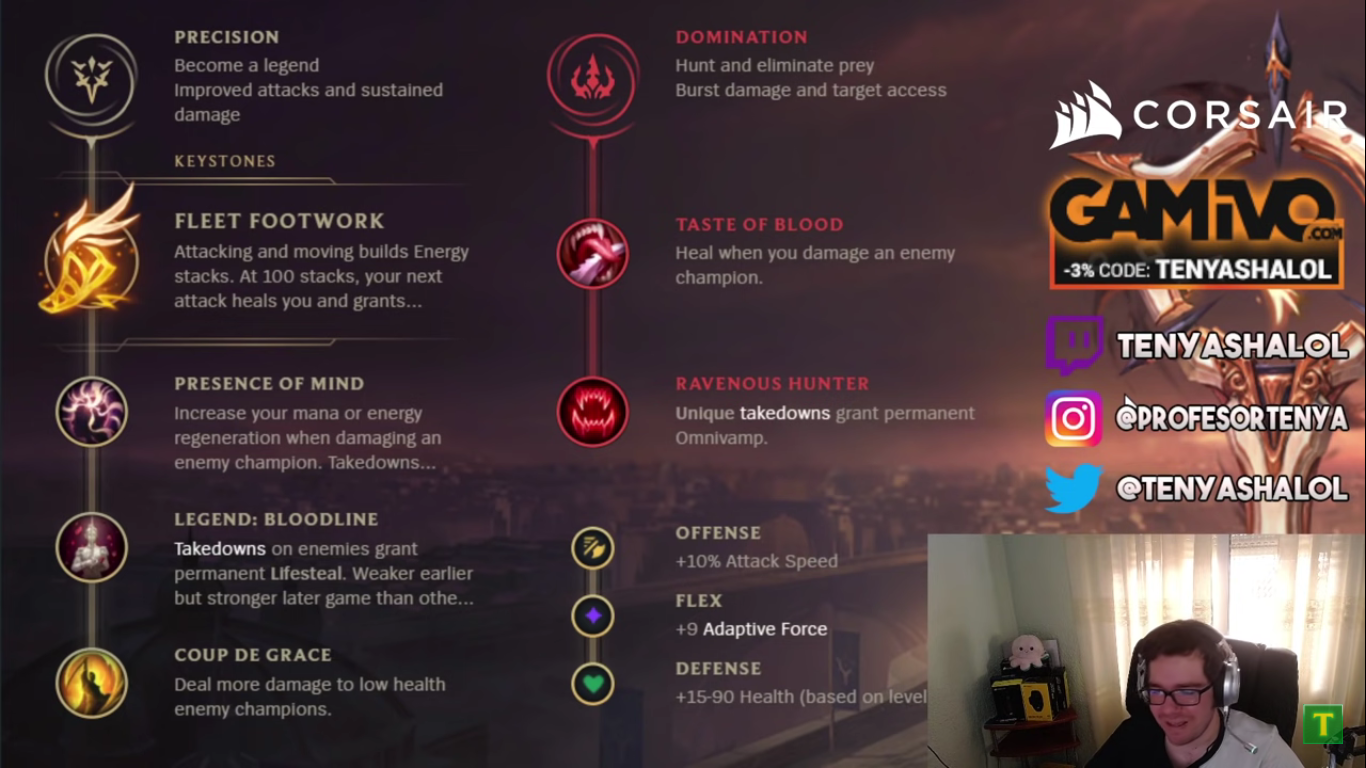 PRECISION
Become a legend
Improved attacks and sustained
damage
KEYSTONES
FLEET FOOTWORK
Attacking and moving builds Energy
stacks. At 100 stacks, your next
attack heals you and grants...
PRESENCE OF MIND
Increase your mana or energy
regeneration when damaging an
enemy champion. Takedowns...
LEGEND: BLOODLINE
Takedowns on enemies grant
permanent Lifesteal. Weaker earlier
but stronger later game than othe...
COUP DE GRACE
Deal more damage to low health
enemy champions.
DOMINATION
Hunt and eliminate prey
Burst damage and target access
TASTE OF BLOOD
Heal when you damage an enemy
champion.
RAVENOUS HUNTER
Unique takedowns grant permanent
Omnivamp.
OFFENSE
+10% Attack Speed
FLEX
+9 Adaptive Force
DEFENSE
+15-90 Health (based on level
CORSAIR
GAMIVO
.COM
-3% CODE: TENYASHALOL
TENYASHALOL
@PROFESORTENYA
@TENYASHALOL
T